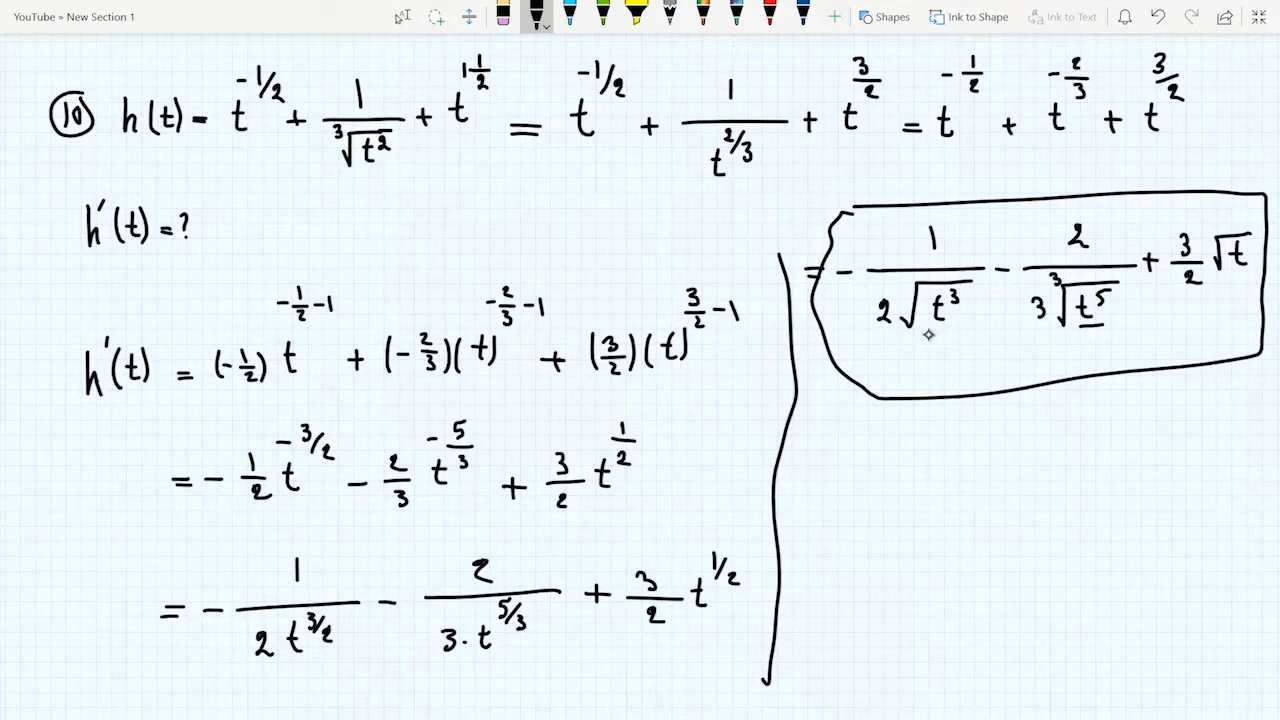 YouTube » New Section 1
Shapes Ink to Shape Ink to Text
⑩ h(t) = t^{-1/2} + 1/∛(t²) + t^{1 1/2} = t^{-1/2} + 1/t^{2/3} + t^{3/2} = t^{-1/2} + t^{-2/3} + t^{3/2}
h'(t) = ?
h'(t) = (-1/2) t^{-1/2-1} + (-2/3)(t)^{-2/3-1} + (3/2)(t)^{3/2-1}
= -1/2 t^{-3/2} - 2/3 t^{-5/3} + 3/2 t^{1/2}
= - 1/(2 t^{3/2}) - 2/(3·t^{5/3}) + 3/2 t^{1/2}
= - 1/(2√(t³)) - 2/(3∛(t⁵)) + 3/2 √t